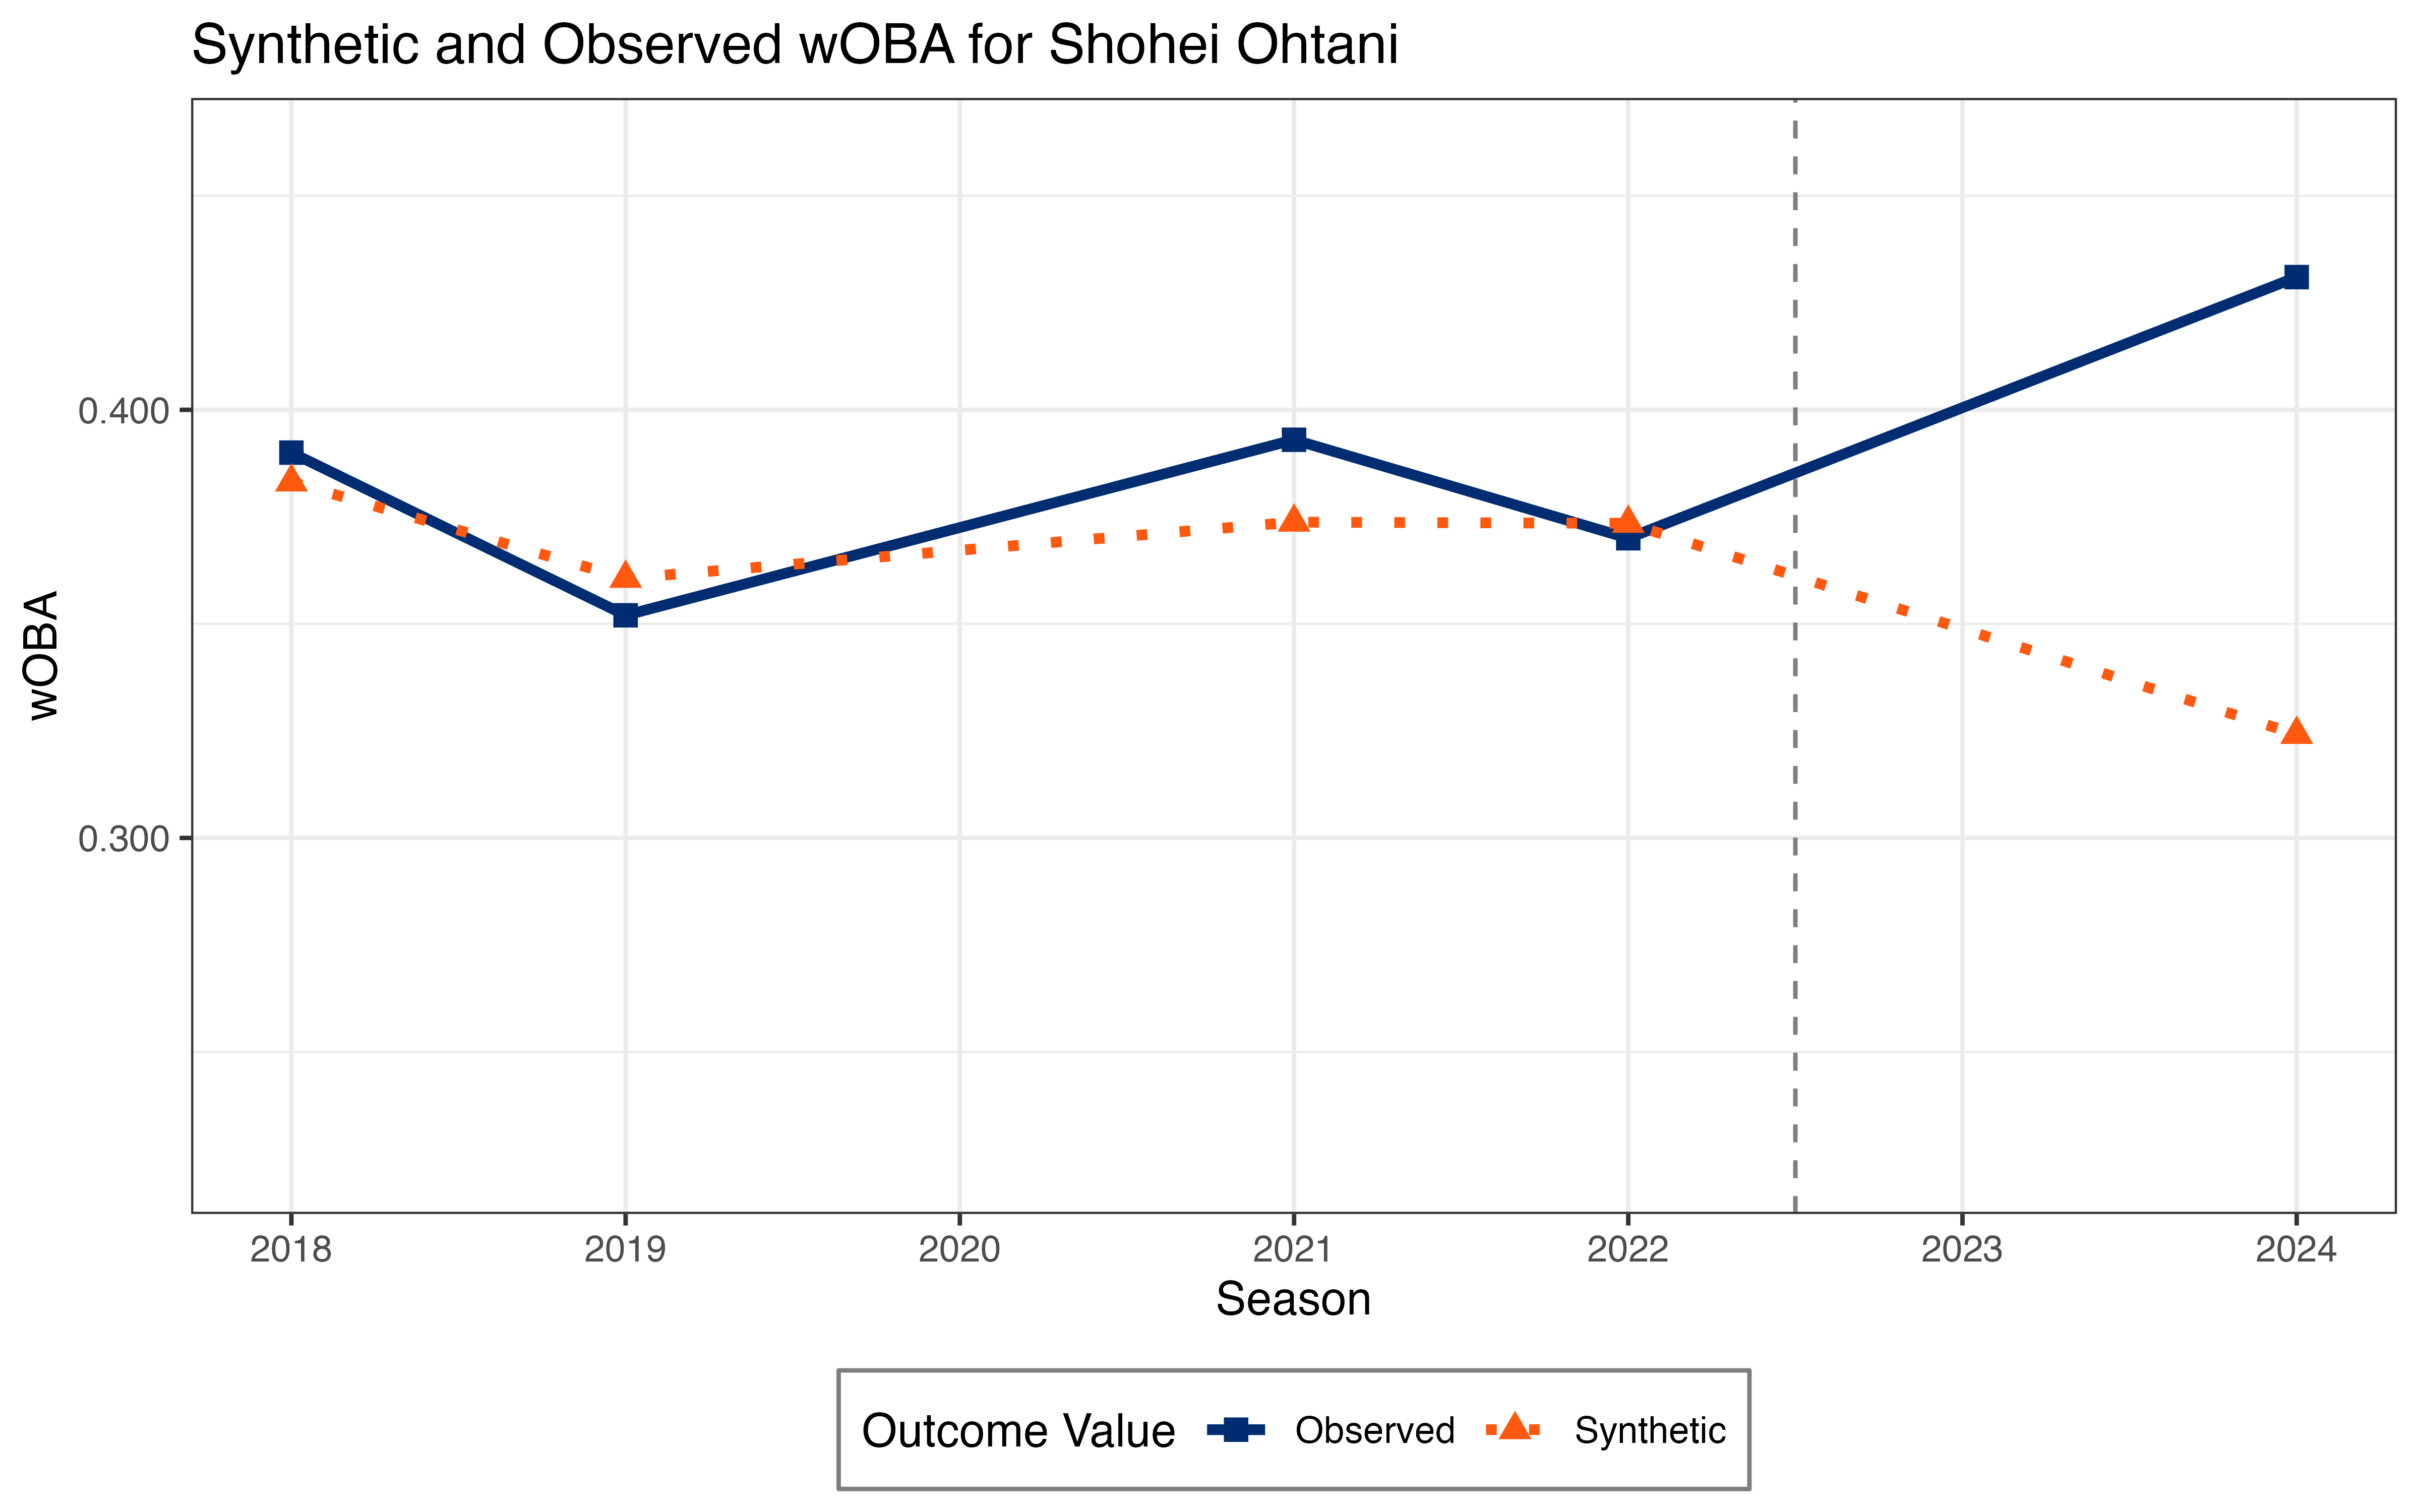 Synthetic and Observed wOBA for Shohei Ohtani
wOBA
0.400
0.300
2018 2019 2020 2021 2022 2023 2024
Season
Outcome Value Observed Synthetic